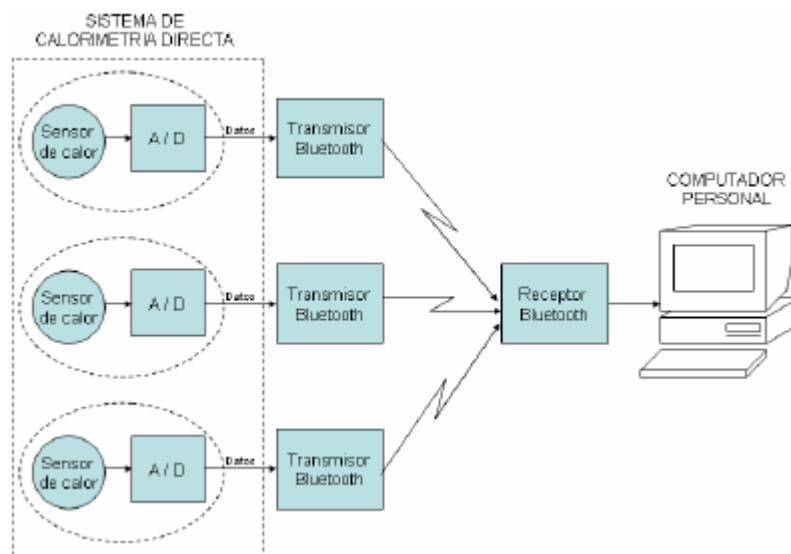 SISTEMA DE
CALORIMETRIA DIRECTA
Sensor
de calor
A / D
Datos
Transmisor
Bluetooth
Sensor
de calor
A / D
Datos
Transmisor
Bluetooth
Sensor
de calor
A / D
Datos
Transmisor
Bluetooth
Receptor
Bluetooth
COMPUTADOR
PERSONAL